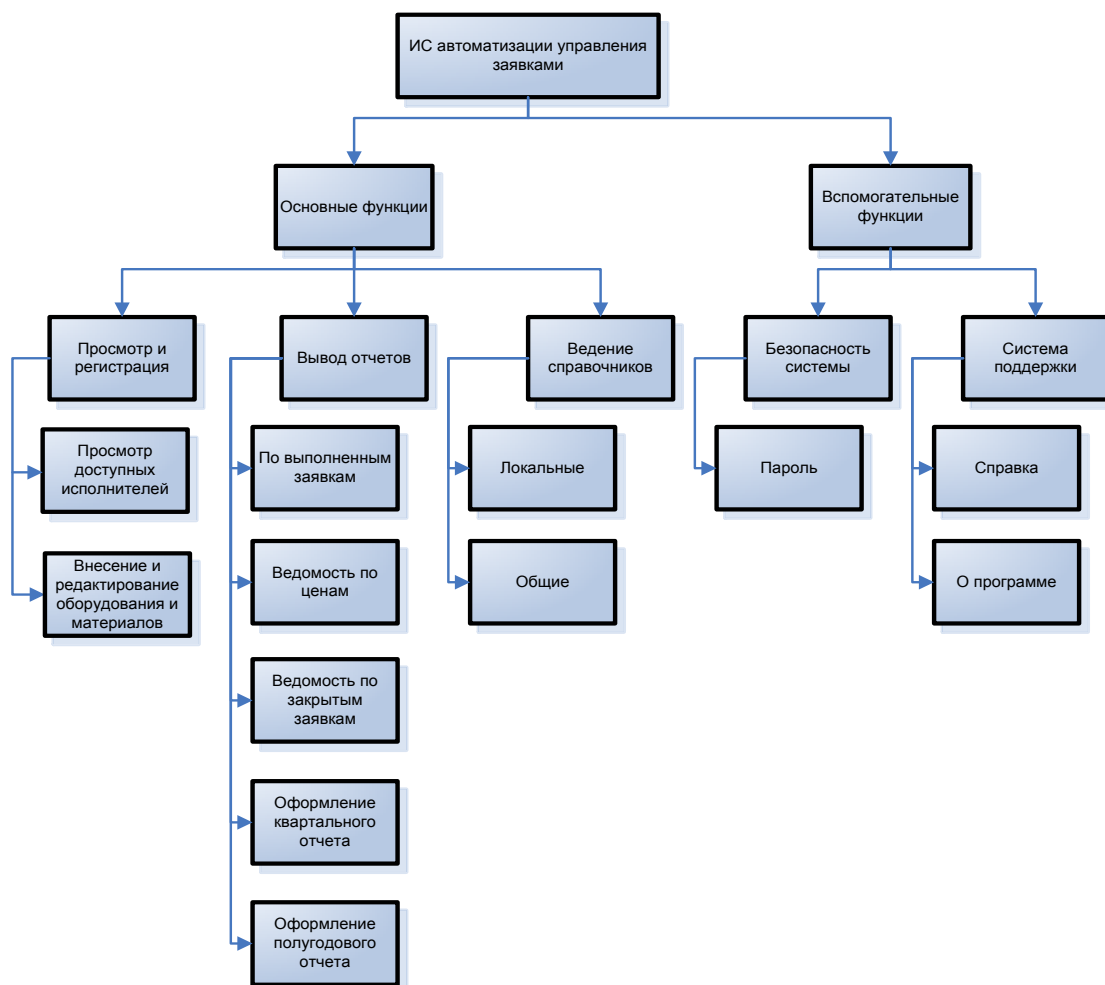 ИС автоматизации управления
заявками
Основные функции
Вспомогательные
функции
Просмотр и
регистрация
Вывод отчетов
Ведение
справочников
Безопасность
системы
Система
поддержки
Просмотр
доступных
исполнителей
По выполненным
заявкам
Локальные
Пароль
Справка
Внесение и
редактирование
оборудования и
материалов
Ведомость по
ценам
Общие
О программе
Ведомость по
закрытым
заявкам
Оформление
квартального
отчета
Оформление
полугодового
отчета